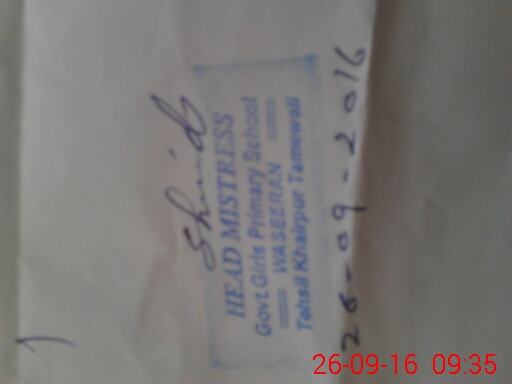 HEAD MISTRESS
Govt. Girls Primary School
WASEERAN
Tehsil Khairpur Tamewali
26-09-2016
26-09-16 09:35